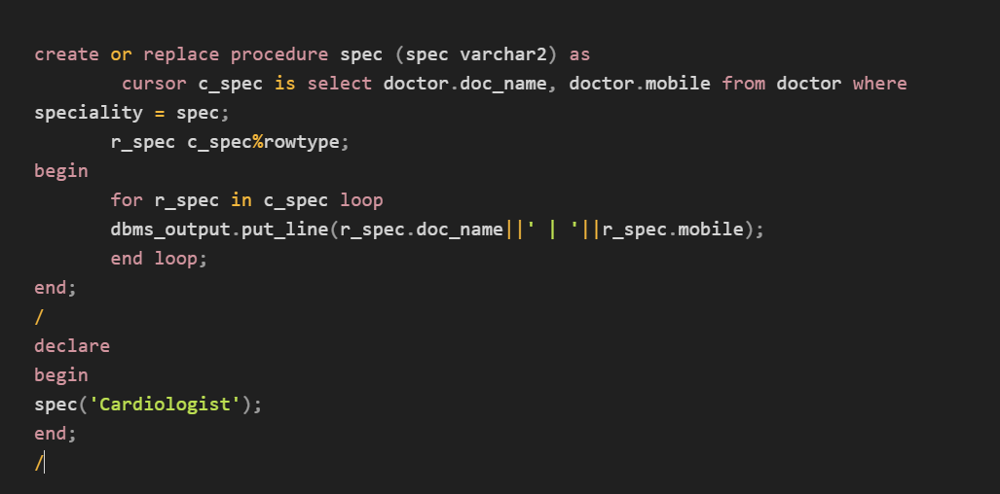 create or replace procedure spec (spec varchar2) as
cursor c_spec is select doctor.doc_name, doctor.mobile from doctor where
speciality = spec;
r_spec c_spec%rowtype;
begin
for r_spec in c_spec loop
dbms_output.put_line(r_spec.doc_name||' | '||r_spec.mobile);
end loop;
end;
/
declare
begin
spec('Cardiologist');
end;
/